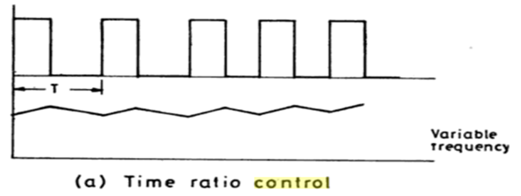 T
Variable
frequency
(a) Time ratio control